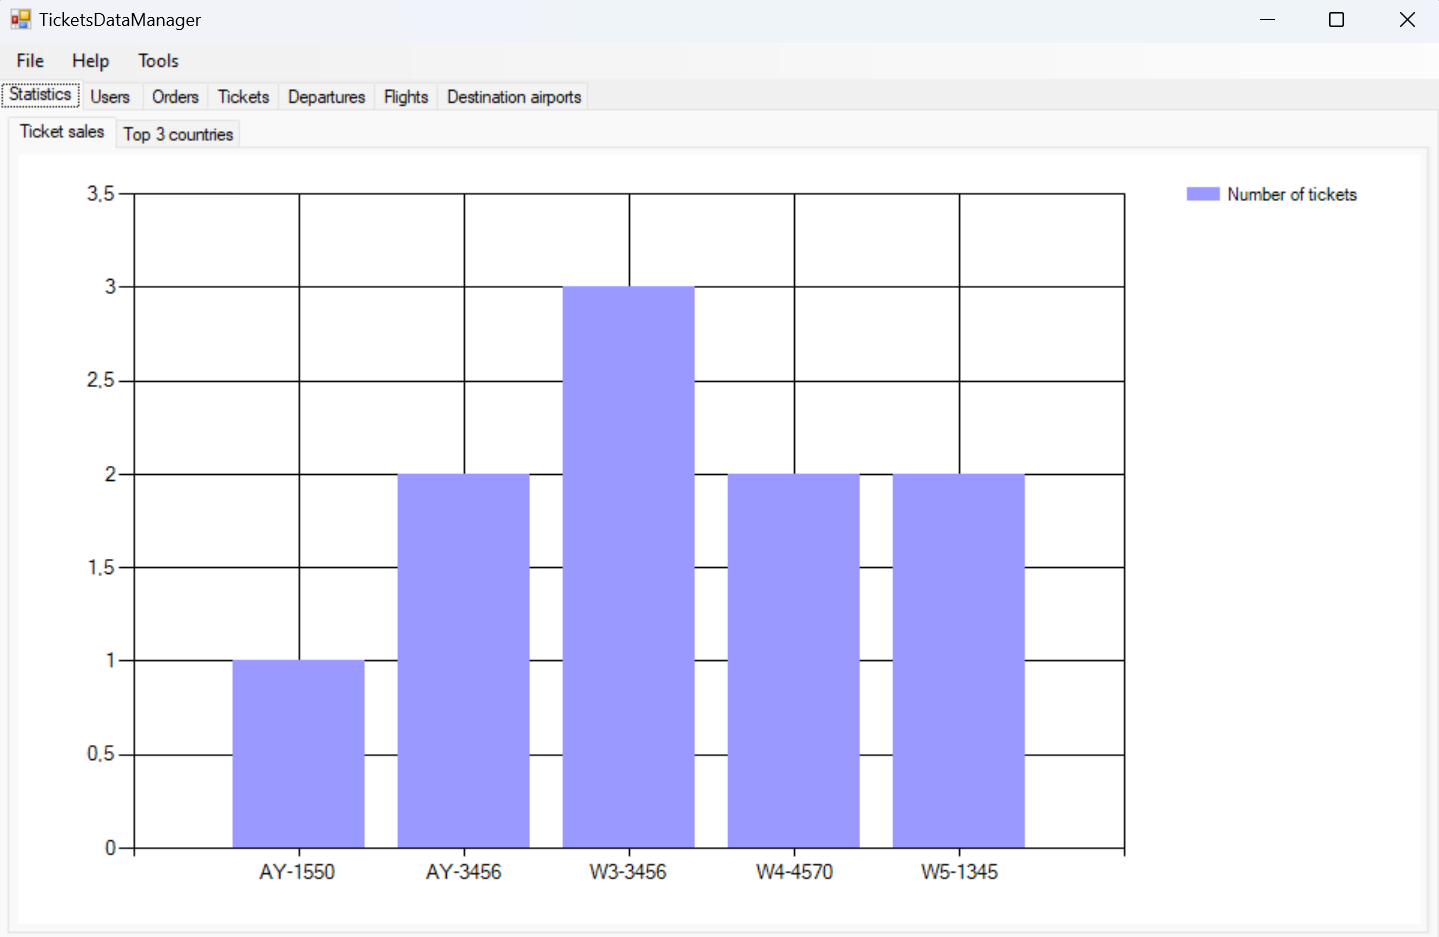 TicketsDataManager
File Help Tools
Statistics Users Orders Tickets Departures Flights Destination airports
Ticket sales Top 3 countries
Number of tickets
3,5
3
2,5
2
1,5
1
0,5
0
AY-1550 AY-3456 W3-3456 W4-4570 W5-1345